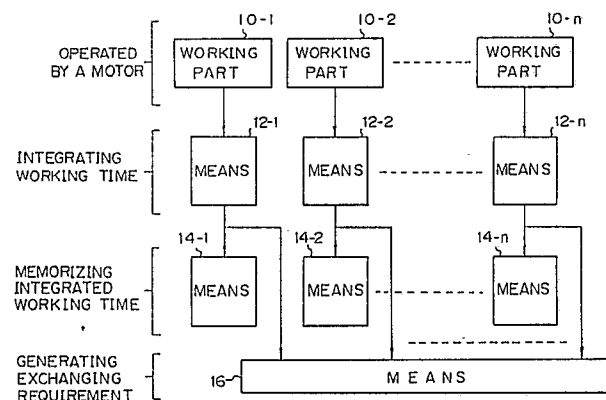 10-1
10-2
10-n
OPERATED
BY A MOTOR
WORKING
PART
WORKING
PART
WORKING
PART
12-1
12-2
12-n
INTEGRATING
WORKING TIME
MEANS
MEANS
MEANS
14-1
14-2
14-n
MEMORIZING
INTEGRATED
WORKING TIME
MEANS
MEANS
MEANS
GENERATING
EXCHANGING
REQUIREMENT
16
MEANS